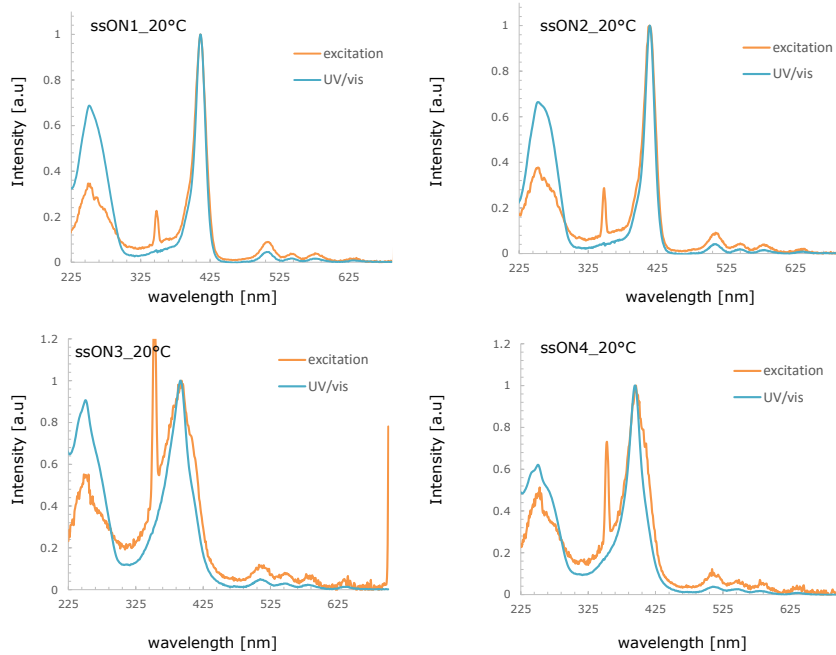 ssON1_20°C
excitation
UV/vis
Intensity [a.u]
1
0.8
0.6
0.4
0.2
0
225 325 425 525 625
wavelength [nm]
ssON2_20°C
excitation
UV/vis
Intensity [a.u]
1
0.8
0.6
0.4
0.2
0
225 325 425 525 625
wavelength [nm]
ssON3_20°C
excitation
UV/vis
Intensity [a.u]
1.2
1
0.8
0.6
0.4
0.2
0
225 325 425 525 625
wavelength [nm]
ssON4_20°C
excitation
UV/vis
Intensity [a.u]
1.2
1
0.8
0.6
0.4
0.2
0
225 325 425 525 625
wavelength [nm]